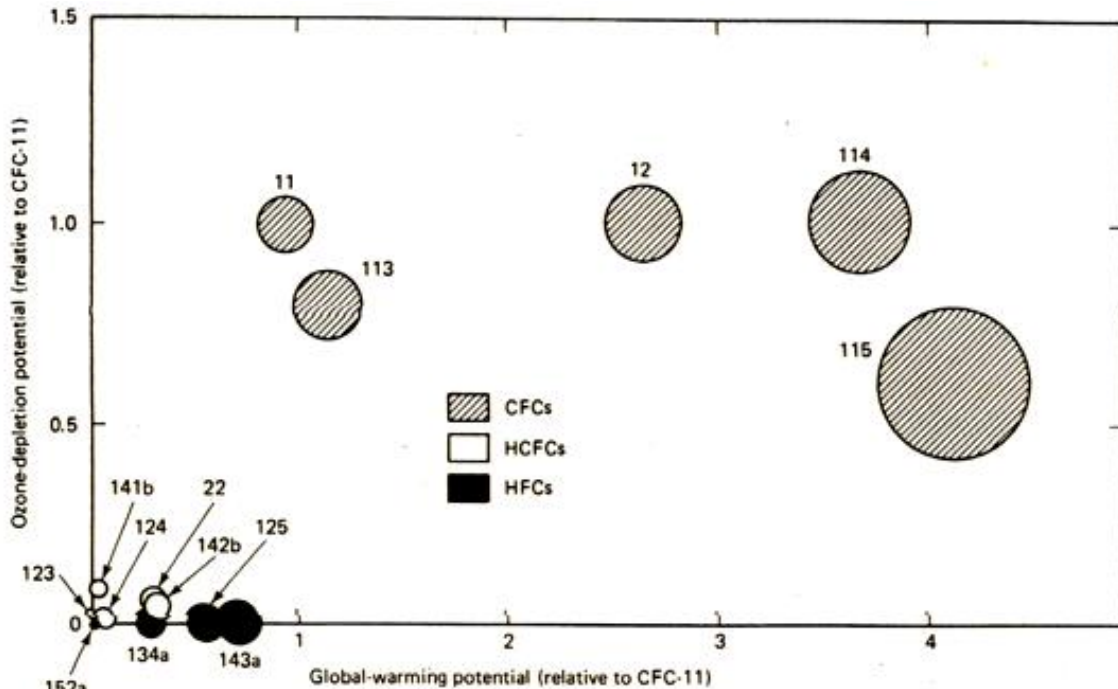 1.5
Ozone-depletion potential (relative to CFC-11)
114
12
11
1.0
113
115
CFCs
0.5
HCFCs
HFCs
141b
22
124
125
142b
123
0
1
2
3
4
134a
143a
152a
Global-warming potential (relative to CFC-11)